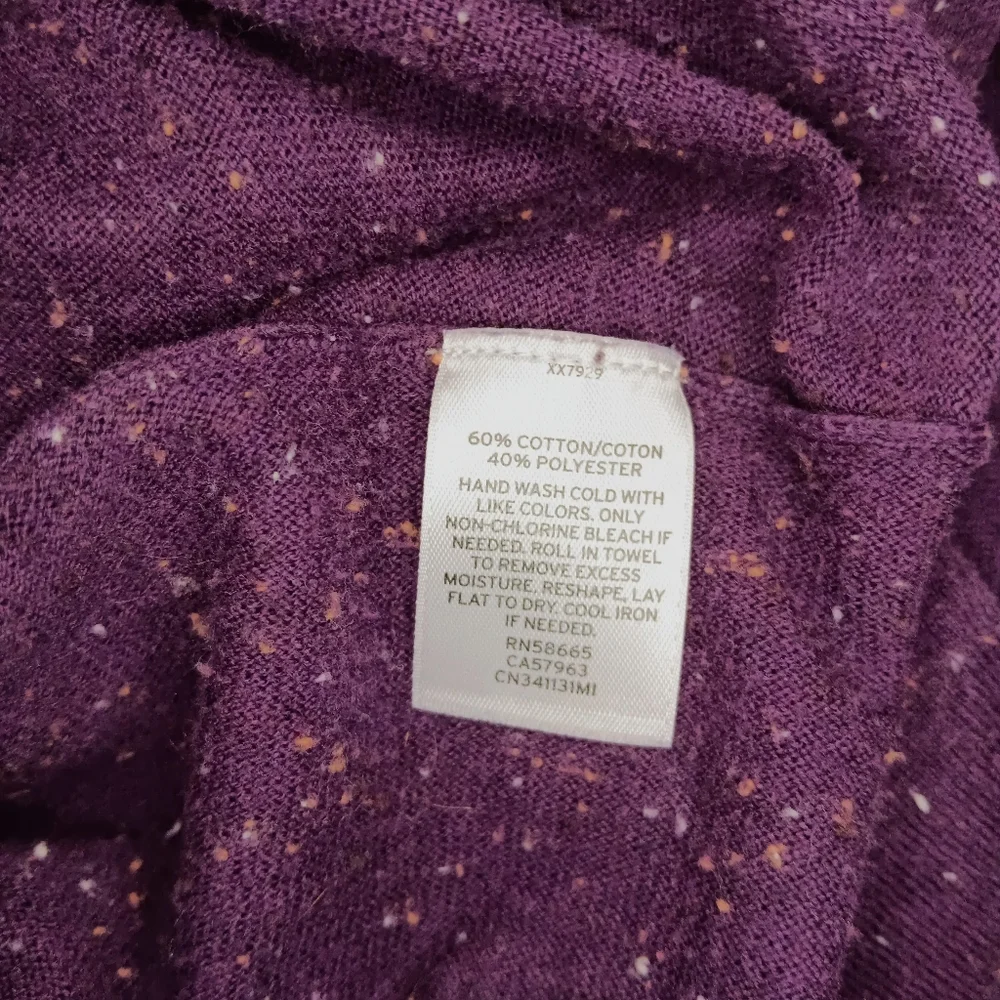 XX7929
60% COTTON/COTON
40% POLYESTER
HAND WASH COLD WITH
LIKE COLORS. ONLY
NON-CHLORINE BLEACH IF
NEEDED. ROLL IN TOWEL
TO REMOVE EXCESS
MOISTURE, RESHAPE, LAY
FLAT TO DRY. COOL IRON
IF NEEDED.
RN58665
CA57963
CN341131MI